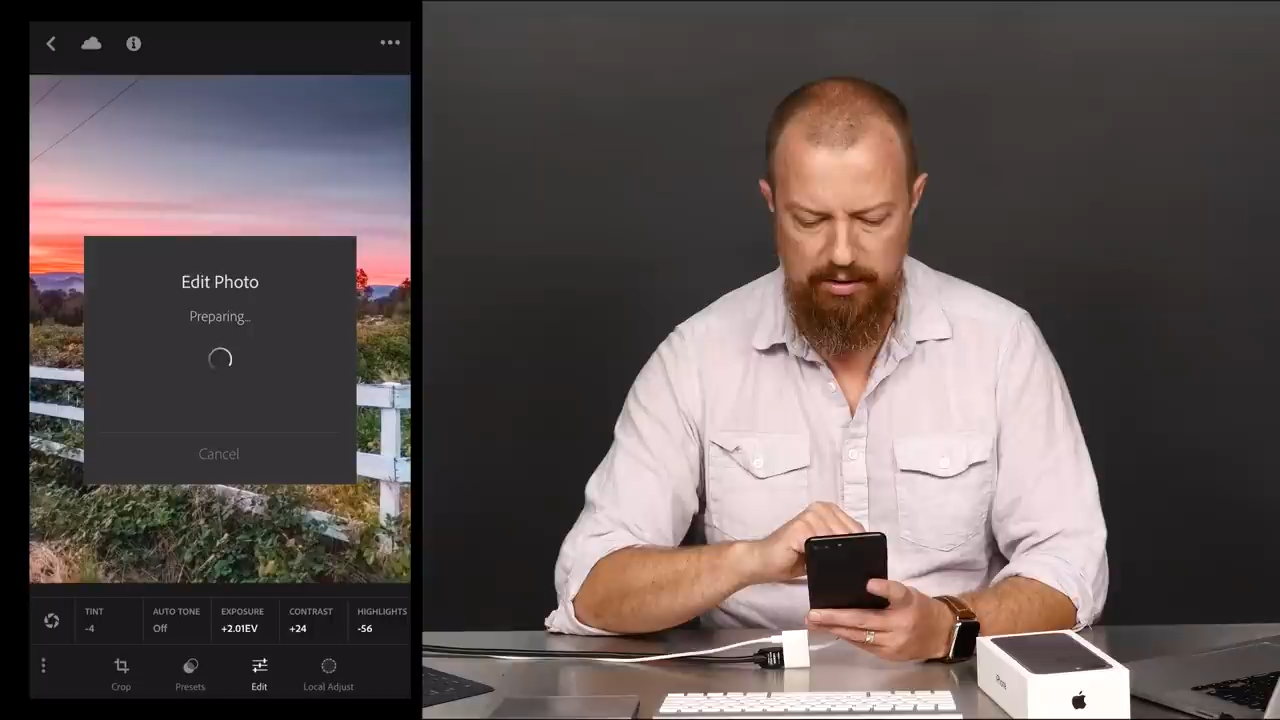 Edit Photo
Preparing...
Cancel
TINT
-4
AUTO TONE
Off
EXPOSURE
+2.01EV
CONTRAST
+24
HIGHLIGHTS
-56
Crop
Presets
Edit
Local Adjust
iPhone